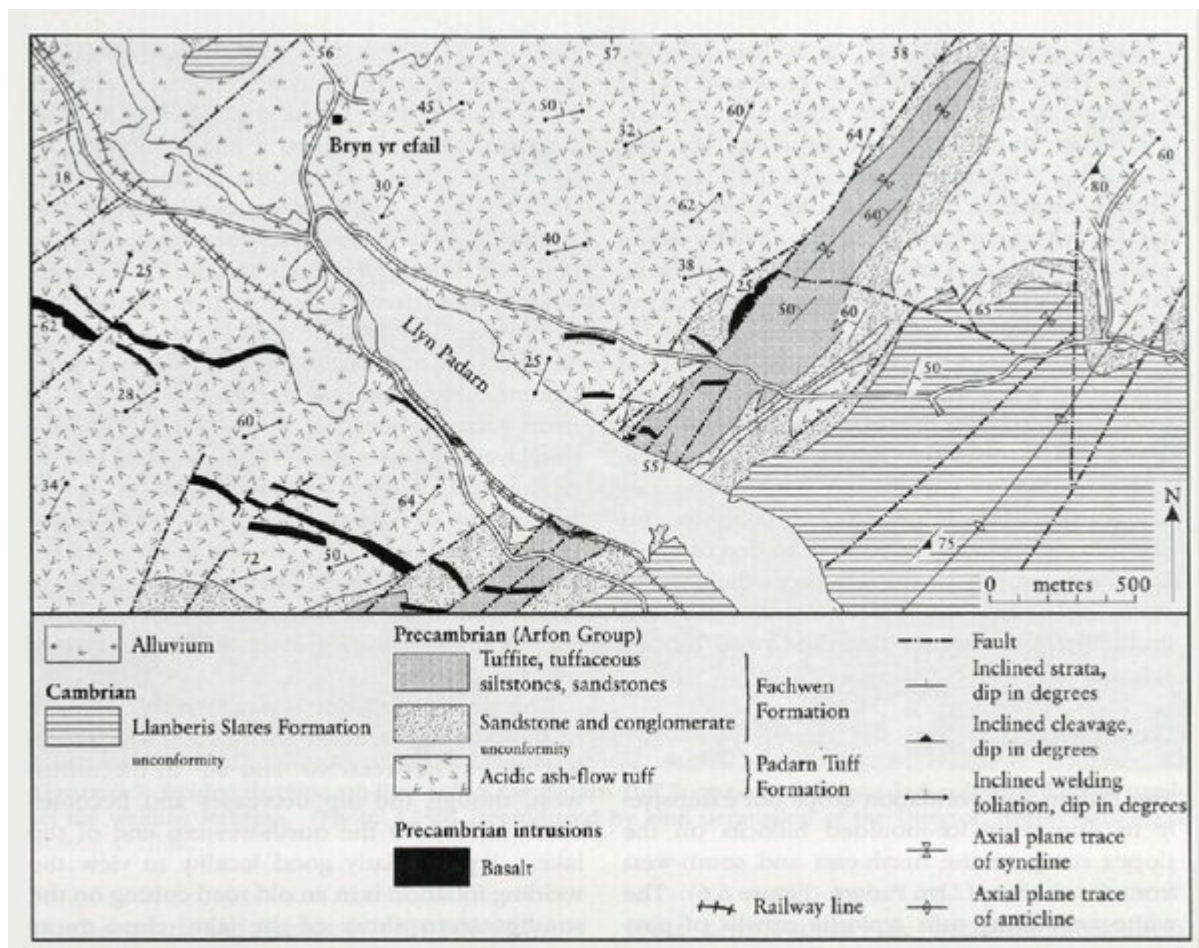 56 57 58
45 50 60
32 64
Bryn yr efail
60
80
18
30
62
60
40
25
38
25
62
50
60
65
Llyn Padarn
25
50
28
60
55
34
64
N
75
72
50
0 metres 500
Alluvium
Cambrian
Llanberis Slates Formation
unconformity
Precambrian (Arfon Group)
Tuffite, tuffaceous
siltstones, sandstones
Sandstone and conglomerate
unconformity
Acidic ash-flow tuff
Fachwen
Formation
Padarn Tuff
Formation
Precambrian intrusions
Basalt
Railway line
Fault
Inclined strata,
dip in degrees
Inclined cleavage,
dip in degrees
Inclined welding
foliation, dip in degrees
Axial plane trace
of syncline
Axial plane trace
of anticline